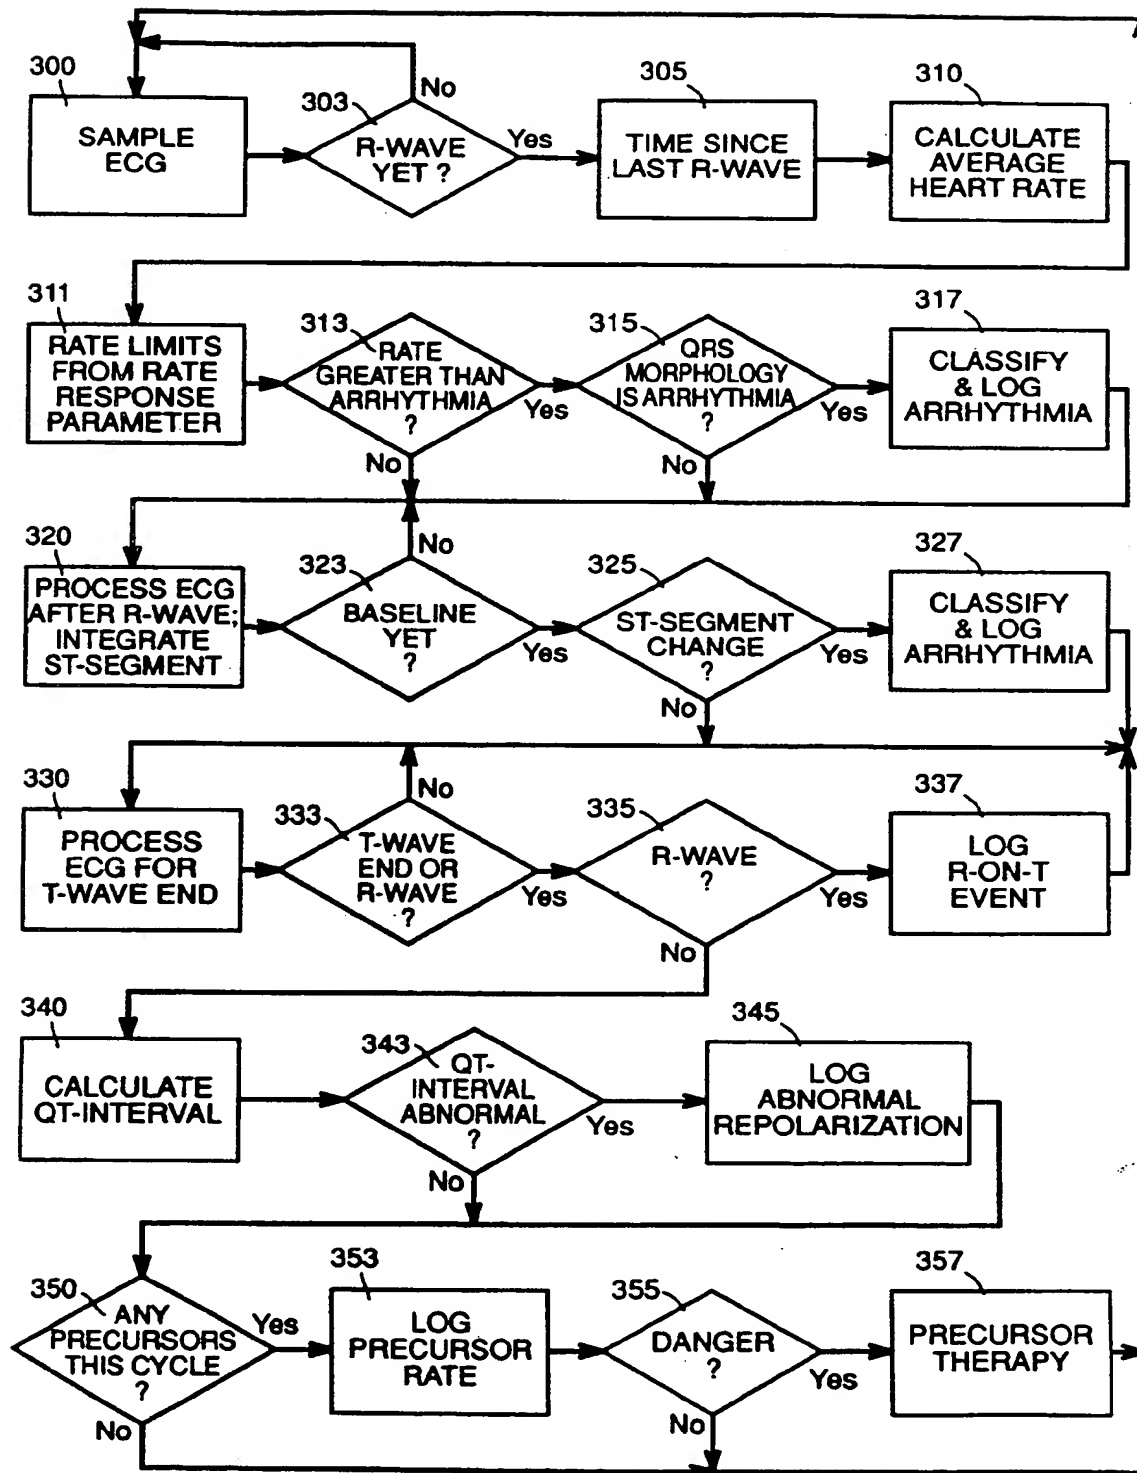 300
SAMPLE
ECG
303
R-WAVE
YET ?
No
Yes
305
TIME SINCE
LAST R-WAVE
310
CALCULATE
AVERAGE
HEART RATE
311
RATE LIMITS
FROM RATE
RESPONSE
PARAMETER
313
RATE
GREATER THAN
ARRHYTHMIA
?
Yes
No
315
QRS
MORPHOLOGY
IS ARRHYTHMIA
?
Yes
No
317
CLASSIFY
& LOG
ARRHYTHMIA
320
PROCESS ECG
AFTER R-WAVE;
INTEGRATE
ST-SEGMENT
323
BASELINE
YET
?
No
Yes
325
ST-SEGMENT
CHANGE
?
Yes
No
327
CLASSIFY
& LOG
ARRHYTHMIA
330
PROCESS
ECG FOR
T-WAVE END
333
T-WAVE
END OR
R-WAVE
?
No
Yes
335
R-WAVE
?
Yes
No
337
LOG
R-ON-T
EVENT
340
CALCULATE
QT-INTERVAL
343
QT-
INTERVAL
ABNORMAL
?
Yes
No
345
LOG
ABNORMAL
REPOLARIZATION
350
ANY
PRECURSORS
THIS CYCLE
?
Yes
No
353
LOG
PRECURSOR
RATE
355
DANGER
?
Yes
No
357
PRECURSOR
THERAPY